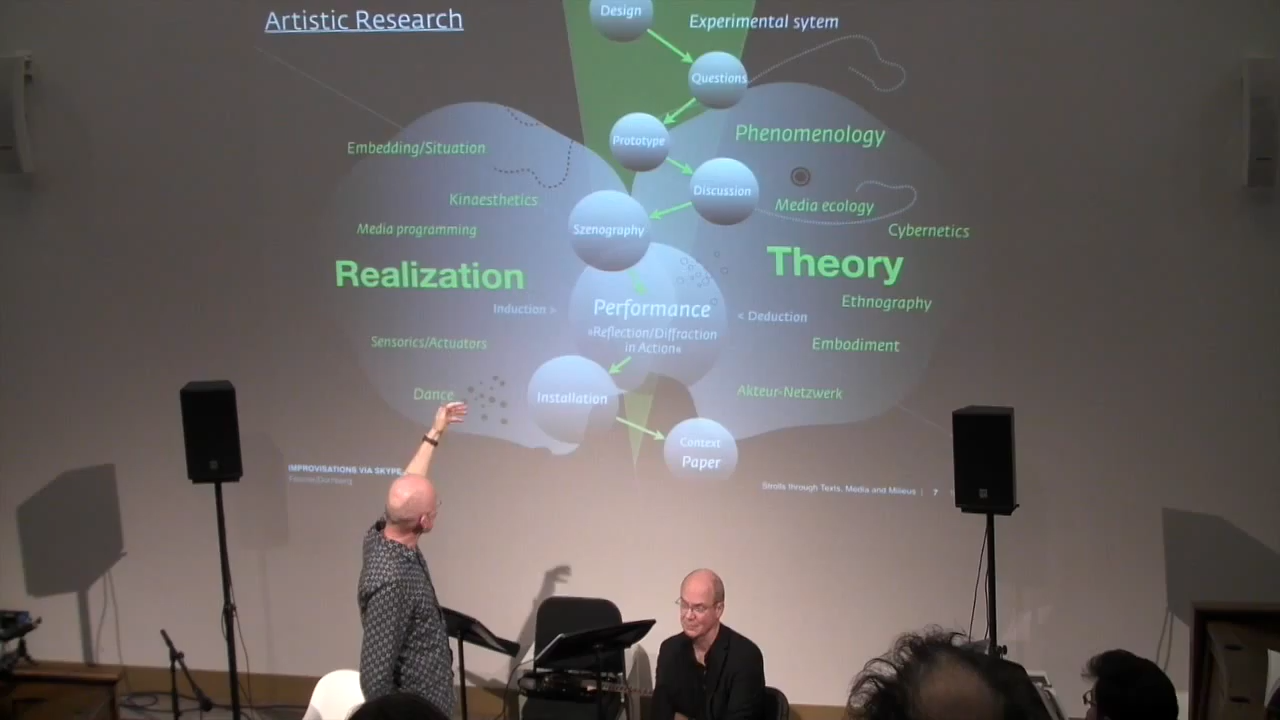 Artistic Research
Design
Experimental sytem
Questions
Prototype
Phenomenology
Embedding/Situation
Discussion
Kinaesthetics
Media ecology
Media programming
Szenography
Cybernetics
Realization
Theory
Induction >
Performance
»Reflection/Diffraction
in Action«
< Deduction
Ethnography
Sensorics/Actuators
Embodiment
Dance
Installation
Akteur-Netzwerk
Context
Paper
IMPROVISATIONS VIA SKYPE
Strolls through Texts, Media and Milieus | 7